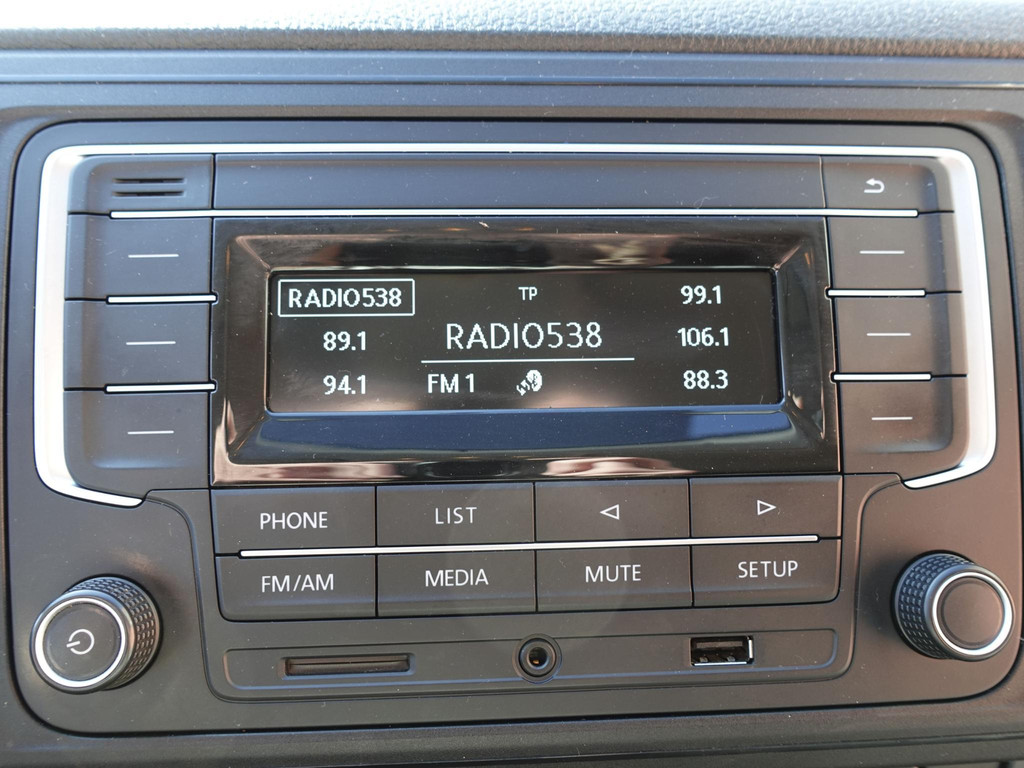 RADIO538 TP 99.1
89.1 RADIO538 106.1
94.1 FM 1 88.3
PHONE LIST
FM/AM MEDIA MUTE SETUP